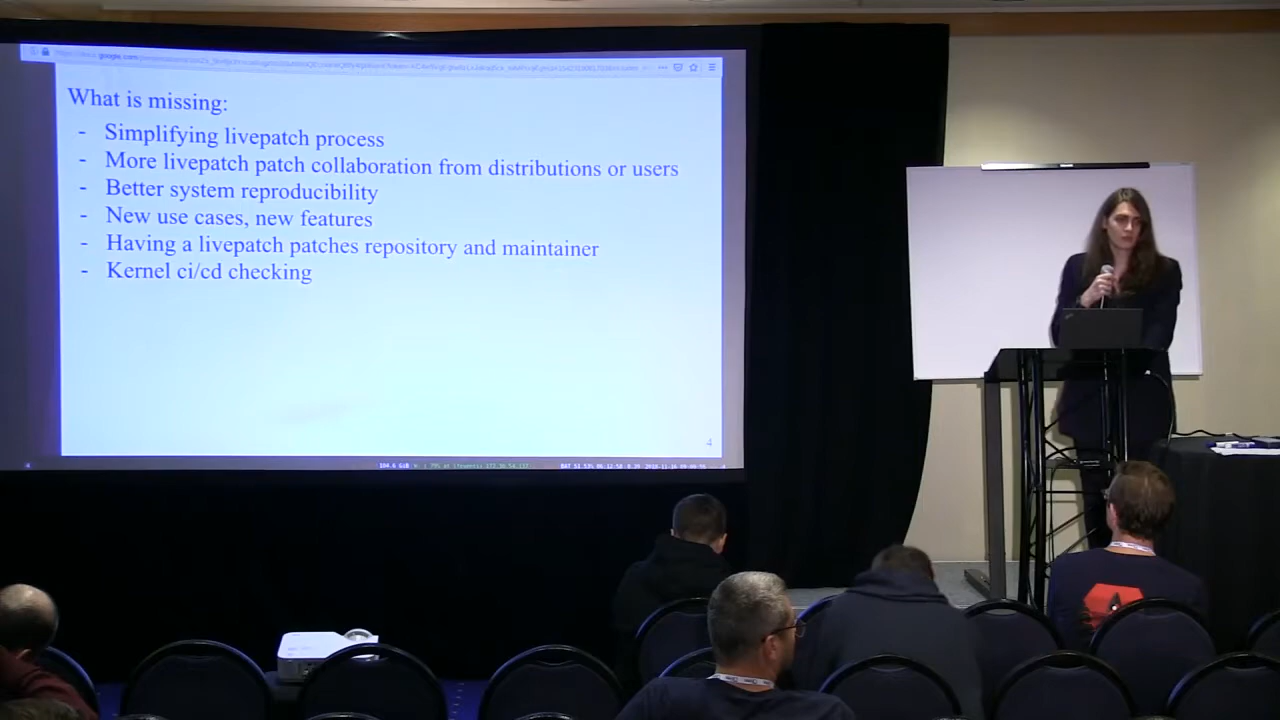 What is missing:
- Simplifying livepatch process
- More livepatch patch collaboration from distributions or users
- Better system reproducibility
- New use cases, new features
- Having a livepatch patches repository and maintainer
- Kernel ci/cd checking
4